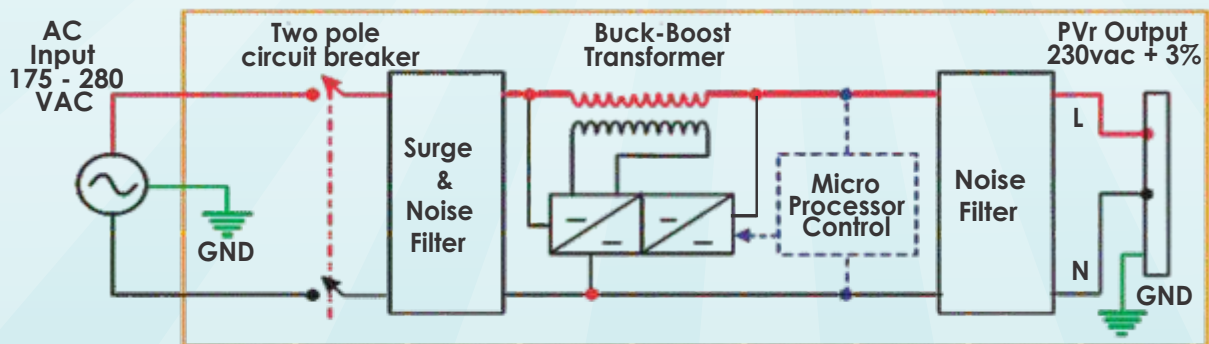 AC
Input
175 - 280
VAC
Two pole
circuit breaker
Buck-Boost
Transformer
PVr Output
230vac + 3%
Surge
&
Noise
Filter
Micro
Processor
Control
Noise
Filter
L
N
GND
GND